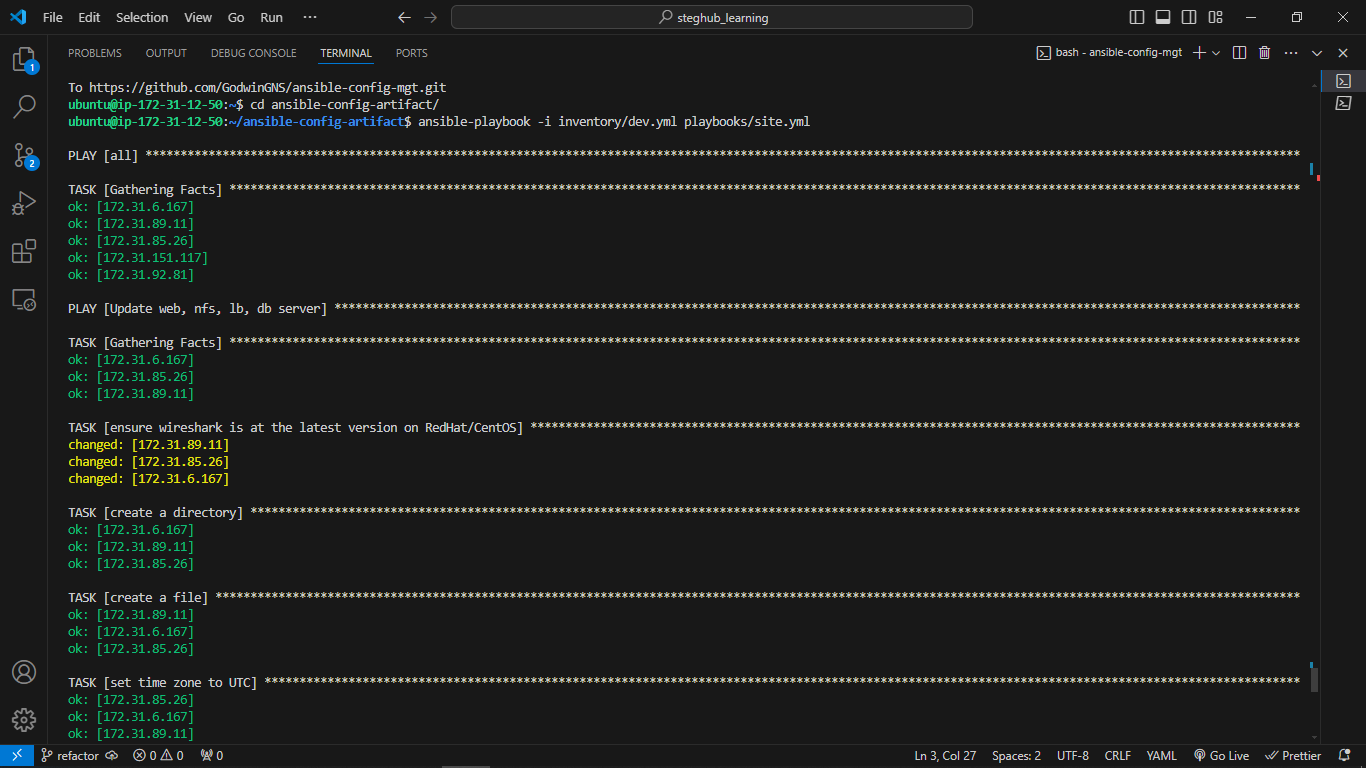 File Edit Selection View Go Run ··· steghub_learning
PROBLEMS OUTPUT DEBUG CONSOLE TERMINAL PORTS bash - ansible-config-mgt
1
2
To https://github.com/GodwinGNS/ansible-config-mgt.git
ubuntu@ip-172-31-12-50:~$ cd ansible-config-artifact/
ubuntu@ip-172-31-12-50:~/ansible-config-artifact$ ansible-playbook -i inventory/dev.yml playbooks/site.yml
PLAY [all] *********************************************************************************************************************************************************************
TASK [Gathering Facts] *********************************************************************************************************************************************************
ok: [172.31.6.167]
ok: [172.31.89.11]
ok: [172.31.85.26]
ok: [172.31.151.117]
ok: [172.31.92.81]
PLAY [Update web, nfs, lb, db server] ******************************************************************************************************************************************
TASK [Gathering Facts] *********************************************************************************************************************************************************
ok: [172.31.6.167]
ok: [172.31.85.26]
ok: [172.31.89.11]
TASK [ensure wireshark is at the latest version on RedHat/CentOS] **************************************************************************************************************
changed: [172.31.89.11]
changed: [172.31.85.26]
changed: [172.31.6.167]
TASK [create a directory] ******************************************************************************************************************************************************
ok: [172.31.6.167]
ok: [172.31.89.11]
ok: [172.31.85.26]
TASK [create a file] ***********************************************************************************************************************************************************
ok: [172.31.89.11]
ok: [172.31.6.167]
ok: [172.31.85.26]
TASK [set time zone to UTC] ****************************************************************************************************************************************************
ok: [172.31.85.26]
ok: [172.31.6.167]
ok: [172.31.89.11]
refactor 0 0 0 Ln 3, Col 27 Spaces: 2 UTF-8 CRLF YAML Go Live Prettier